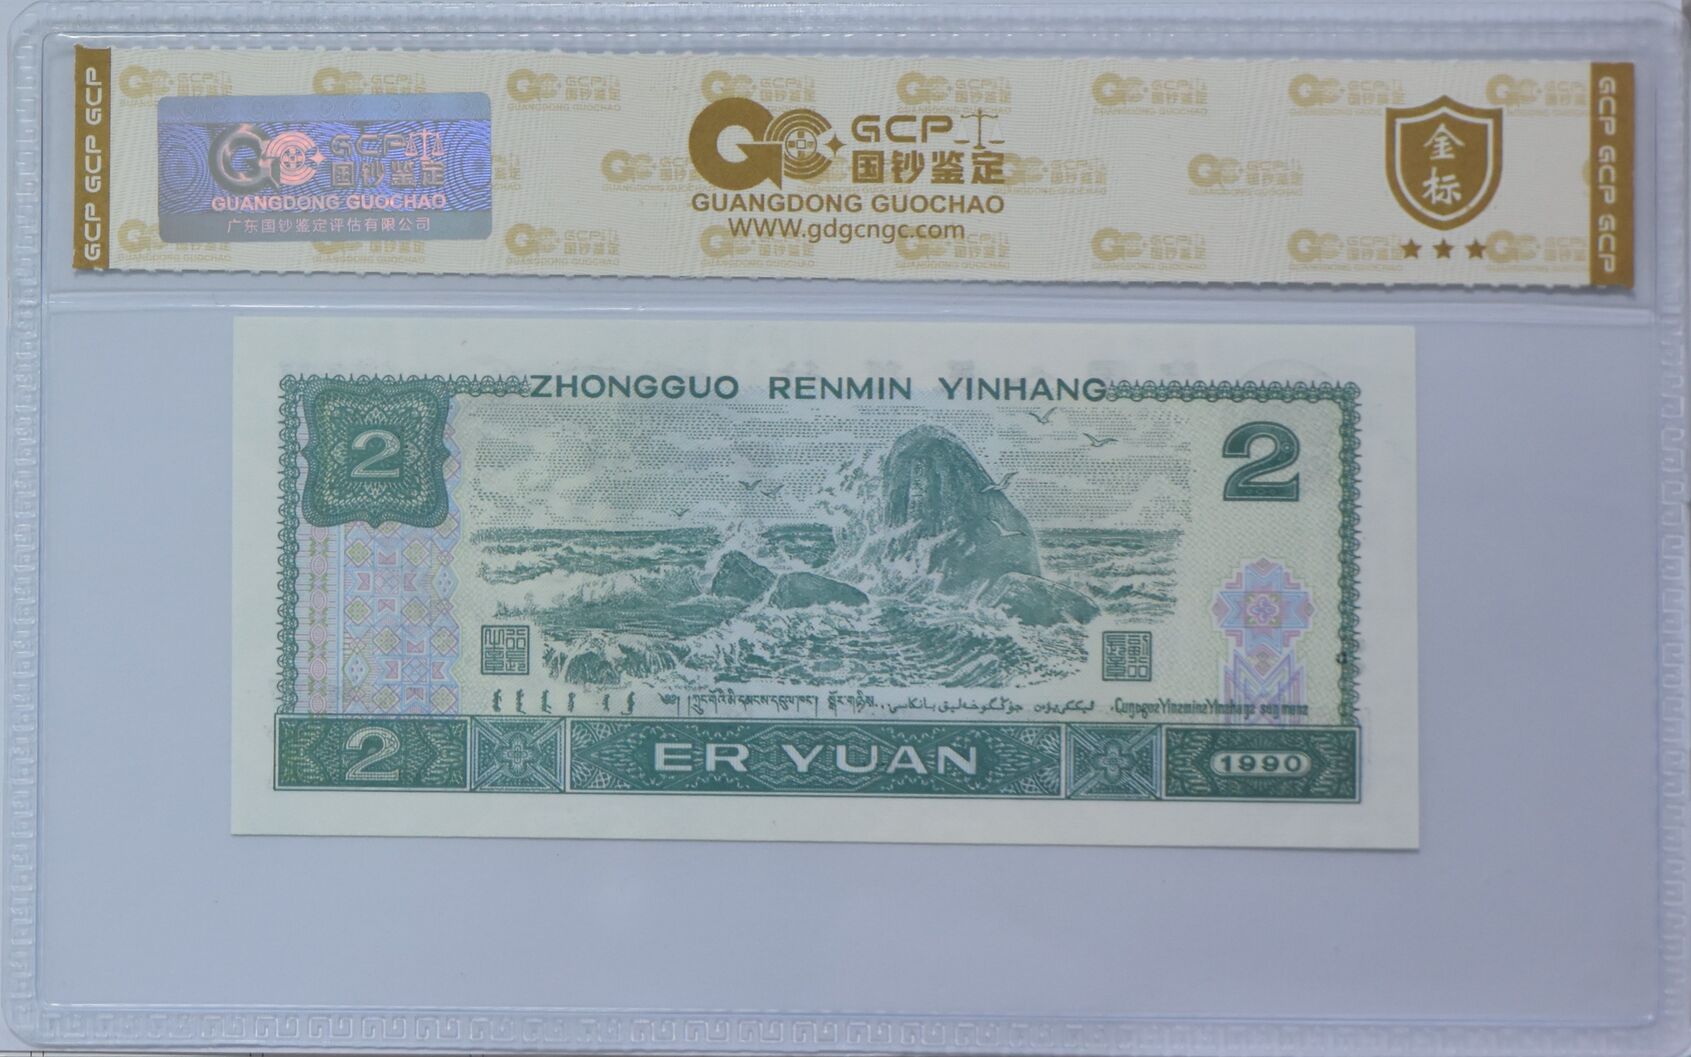 GCP GCP GCP
GCP
国钞鉴定
GUANGDONG GUOCHAO
广东国钞鉴定评估有限公司
GCP
国钞鉴定
GUANGDONG GUOCHAO
WWW.gdgcngc.com
金标
GCP GCP GCP
ZHONGGUO RENMIN YINHANG
2
2
2
ER YUAN
1990